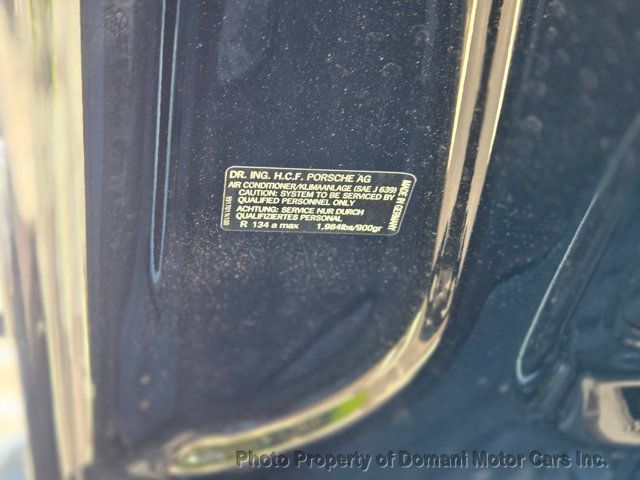 DR. ING. H.C.F. PORSCHE AG
AIR CONDITIONER/KLIMAANLAGE (SAE J 639)
CAUTION: SYSTEM TO BE SERVICED BY
QUALIFIED PERSONNEL ONLY
ACHTUNG: SERVICE NUR DURCH
QUALIFIZIERTES PERSONAL
R 134 a max 1,984lbs/900gr
MADE IN GERMANY
Photo Property of Domani Motor Cars Inc.